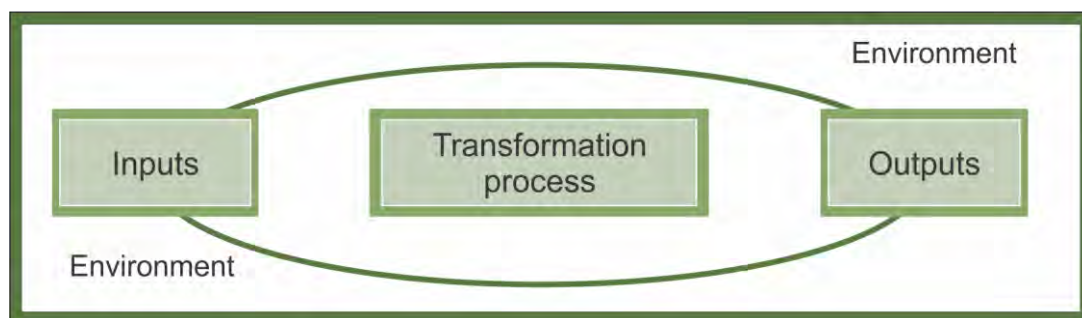 Environment
Inputs
Transformation
process
Outputs
Environment